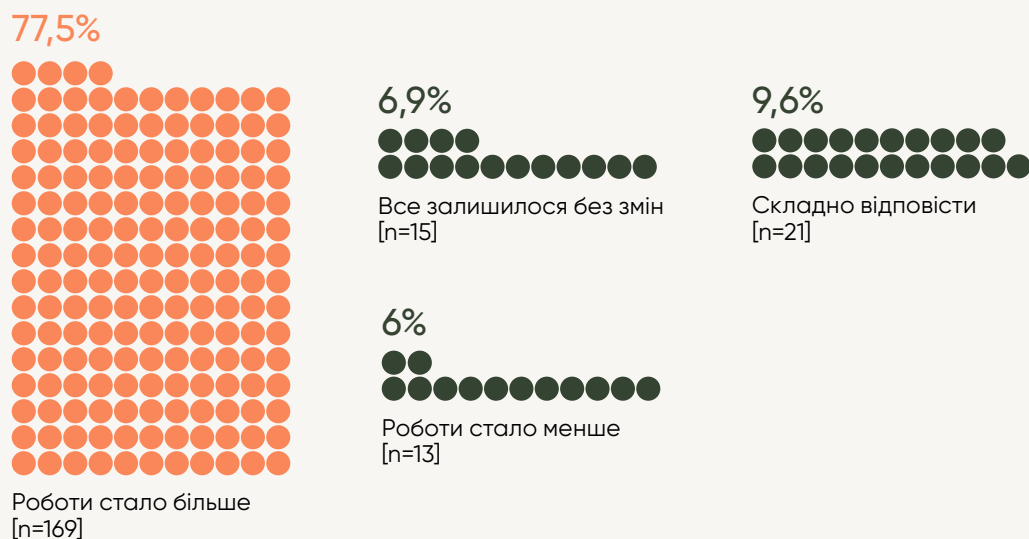 77,5%
Роботи стало більше
[n=169]
6,9%
Все залишилося без змін
[n=15]
9,6%
Складно відповісти
[n=21]
6%
Роботи стало менше
[n=13]